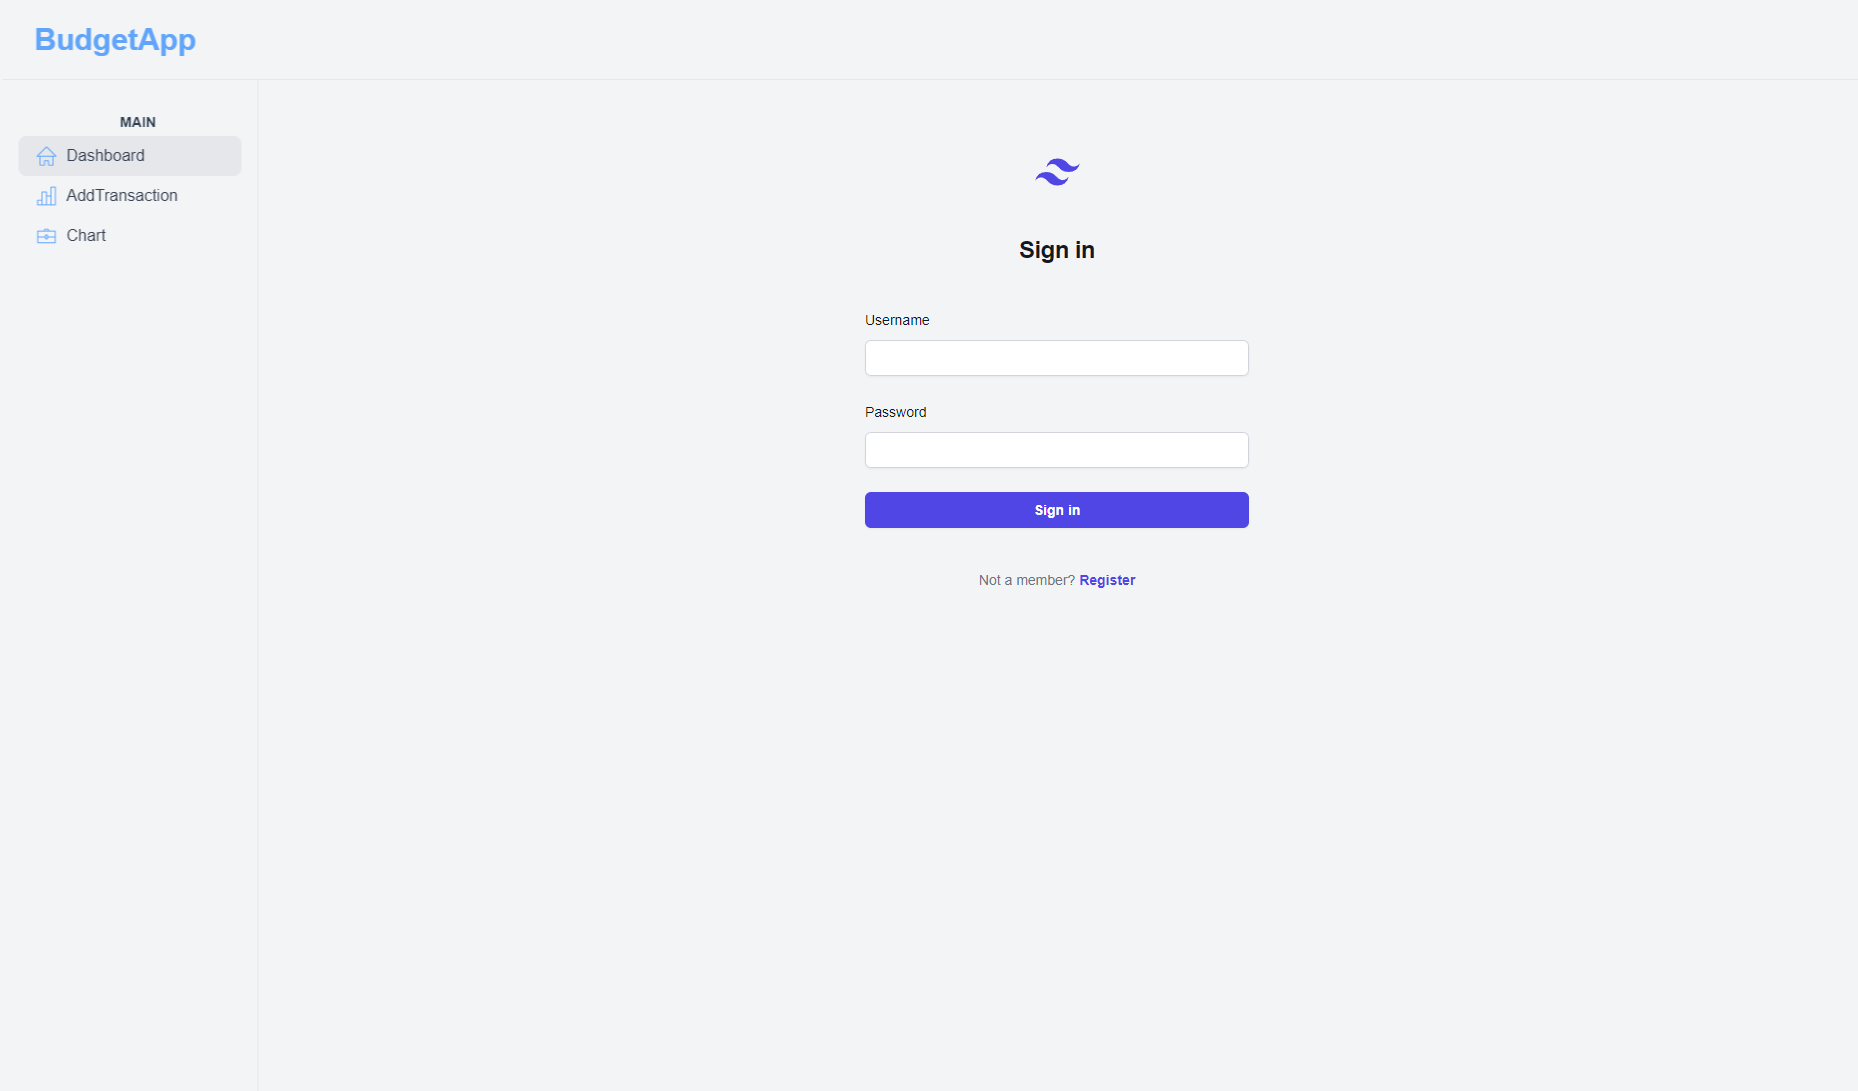 BudgetApp
MAIN
Dashboard
AddTransaction
Chart
Sign in
Username
Password
Sign in
Not a member? Register